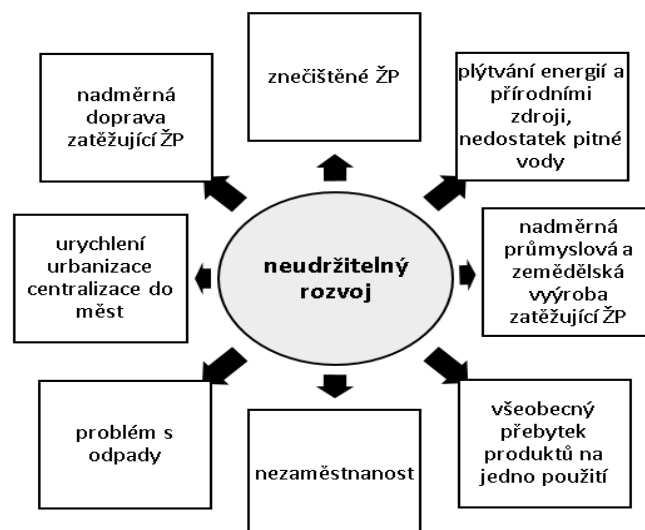 znečištěné ŽP
nadměrná
doprava
zatěžující ŽP
plýtvání energií a
přírodními
zdroji,
nedostatek pitné
vody
urychlení
urbanizace
centralizace do
měst
neudržitelný
rozvoj
nadměrná
průmyslová a
zemědělská
vyýroba
zatěžující ŽP
problém s
odpady
nezaměstnanost
všeobecný
přebytek
produktů na
jedno použití